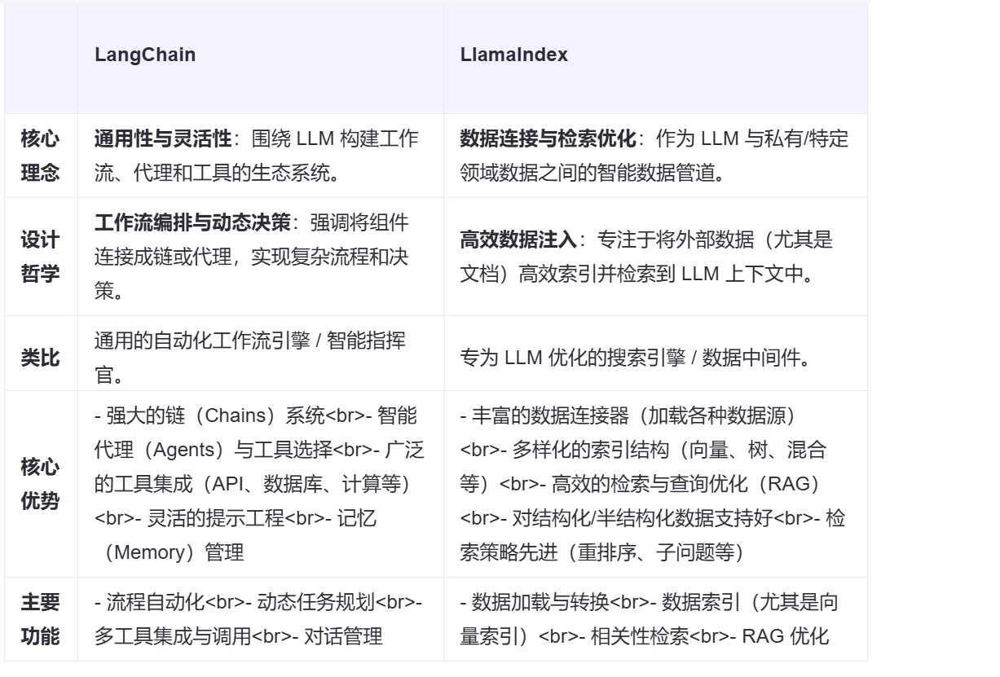 LangChain
LlamaIndex
核心
理念
通用性与灵活性：围绕 LLM 构建工作
流、代理和工具的生态系统。
数据连接与检索优化：作为 LLM 与私有/特定
领域数据之间的智能数据管道。
设计
哲学
工作流编排与动态决策：强调将组件
连接成链或代理，实现复杂流程和决
策。
高效数据注入：专注于将外部数据（尤其是
文档）高效索引并检索到 LLM 上下文中。
类比
通用的自动化工作流引擎 / 智能指挥
官。
专为 LLM 优化的搜索引擎 / 数据中间件。
核心
优势
- 强大的链（Chains）系统<br>- 智能
代理（Agents）与工具选择<br>- 广泛
的工具集成（API、数据库、计算等）
<br>- 灵活的提示工程<br>- 记忆
（Memory）管理
- 丰富的数据连接器（加载各种数据源）
<br>- 多样化的索引结构（向量、树、混合
等）<br>- 高效的检索与查询优化（RAG）
<br>- 对结构化/半结构化数据支持好<br>- 检
索策略先进（重排序、子问题等）
主要
功能
- 流程自动化<br>- 动态任务规划<br>-
多工具集成与调用<br>- 对话管理
- 数据加载与转换<br>- 数据索引（尤其是向
量索引）<br>- 相关性检索<br>- RAG 优化